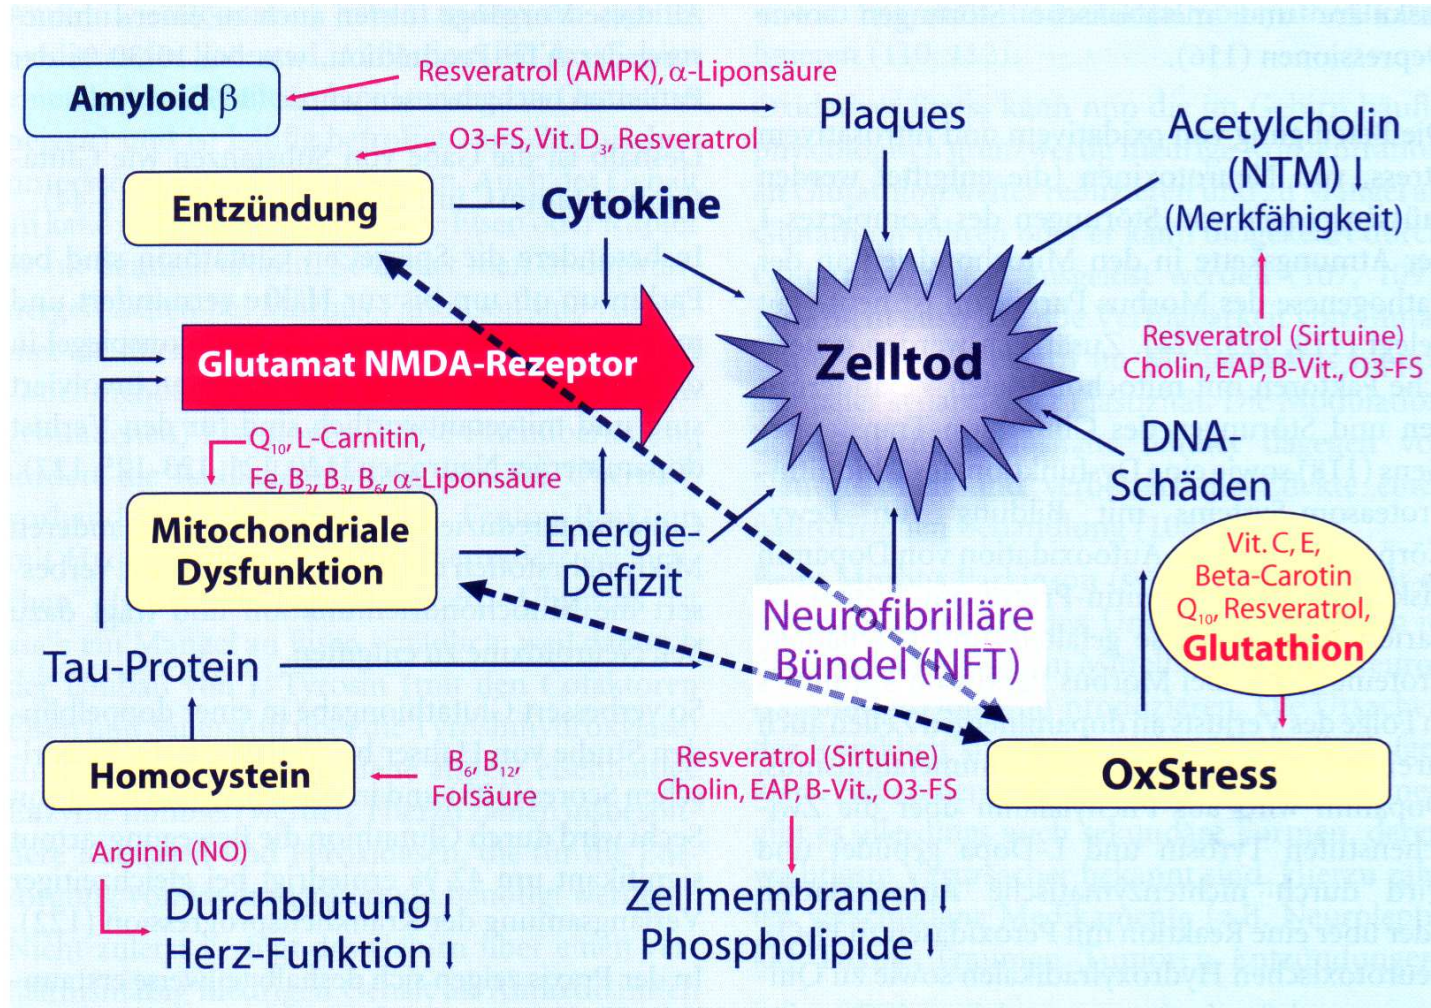 Resveratrol (AMPK), α-Liponsäure
Amyloid β
Plaques
O3-FS, Vit. D₃, Resveratrol
Acetylcholin
(NTM)
(Merkfähigkeit)
Entzündung
Cytokine
Glutamat NMDA-Rezeptor
Zelltod
Resveratrol (Sirtuine)
Cholin, EAP, B-Vit., O3-FS
Q₁₀, L-Carnitin,
Fe, B₂, B₃, B₆, α-Liponsäure
DNA-
Schäden
Mitochondriale
Dysfunktion
Energie-
Defizit
Vit. C, E,
Beta-Carotin
Q₁₀, Resveratrol,
Glutathion
Neurofibrilläre
Bündel (NFT)
Tau-Protein
Homocystein
B₆, B₁₂,
Folsäure
Resveratrol (Sirtuine)
Cholin, EAP, B-Vit., O3-FS
OxStress
Arginin (NO)
Durchblutung ↓
Herz-Funktion ↓
Zellmembranen ↓
Phospholipide ↓